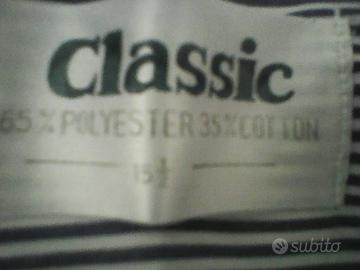 Classic
65% POLYESTER 35% COTTON
15½
subito